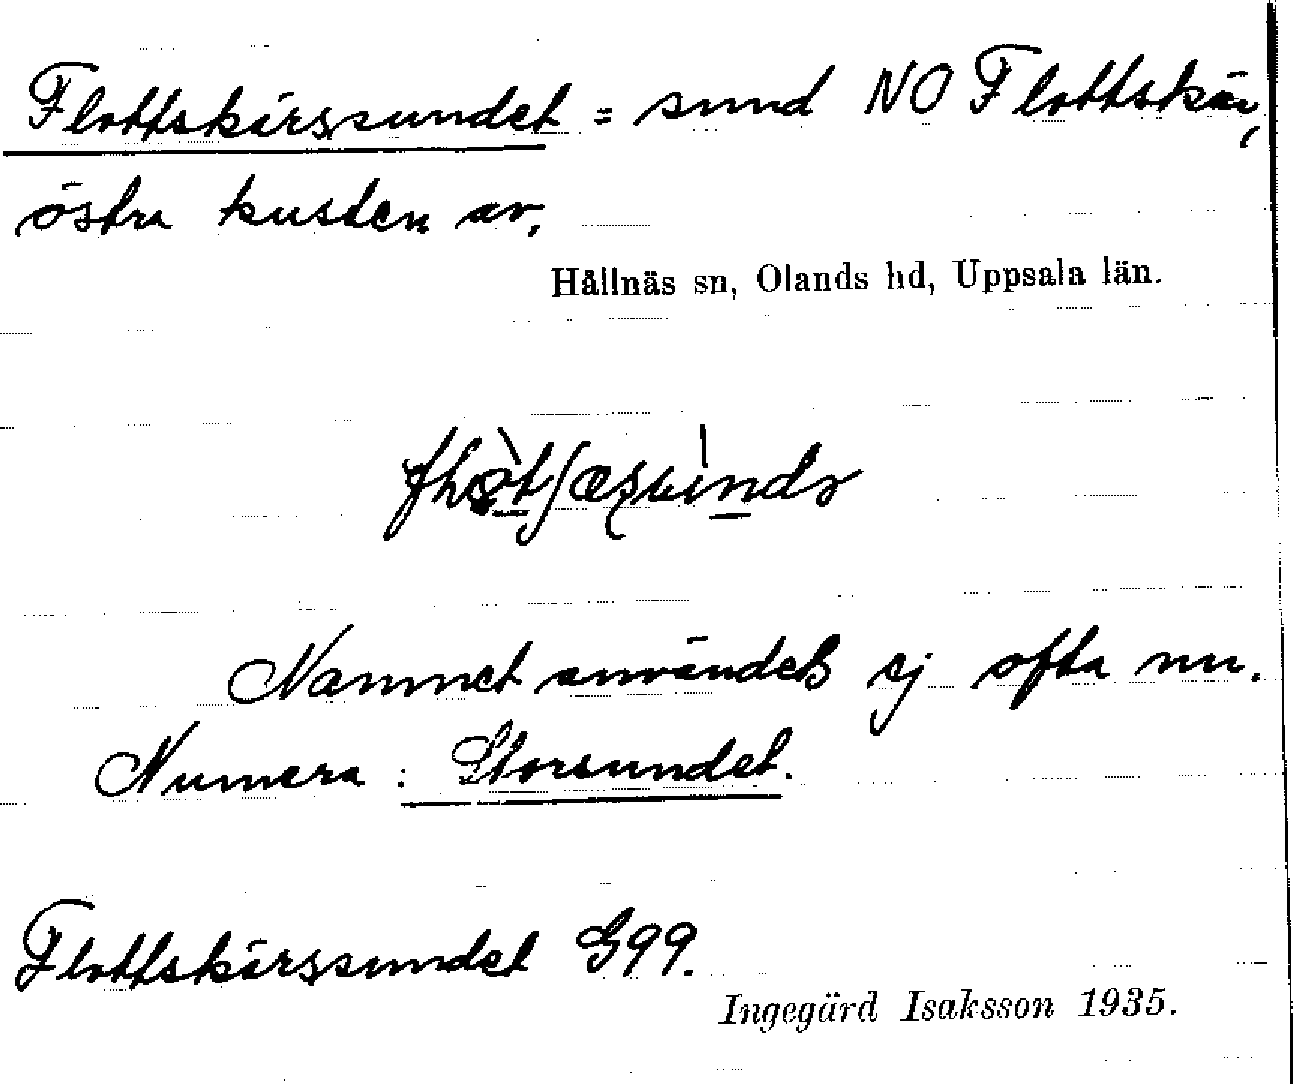 Flottskärssundet = sund NO Flottskär,
östra kusten av,
Hållnäs sn, Olands hd, Uppsala län.
Namnet användes ej ofta nu.
Numera: Storsundet.
Flottskärssundet G99.
Ingegärd Isaksson 1935.